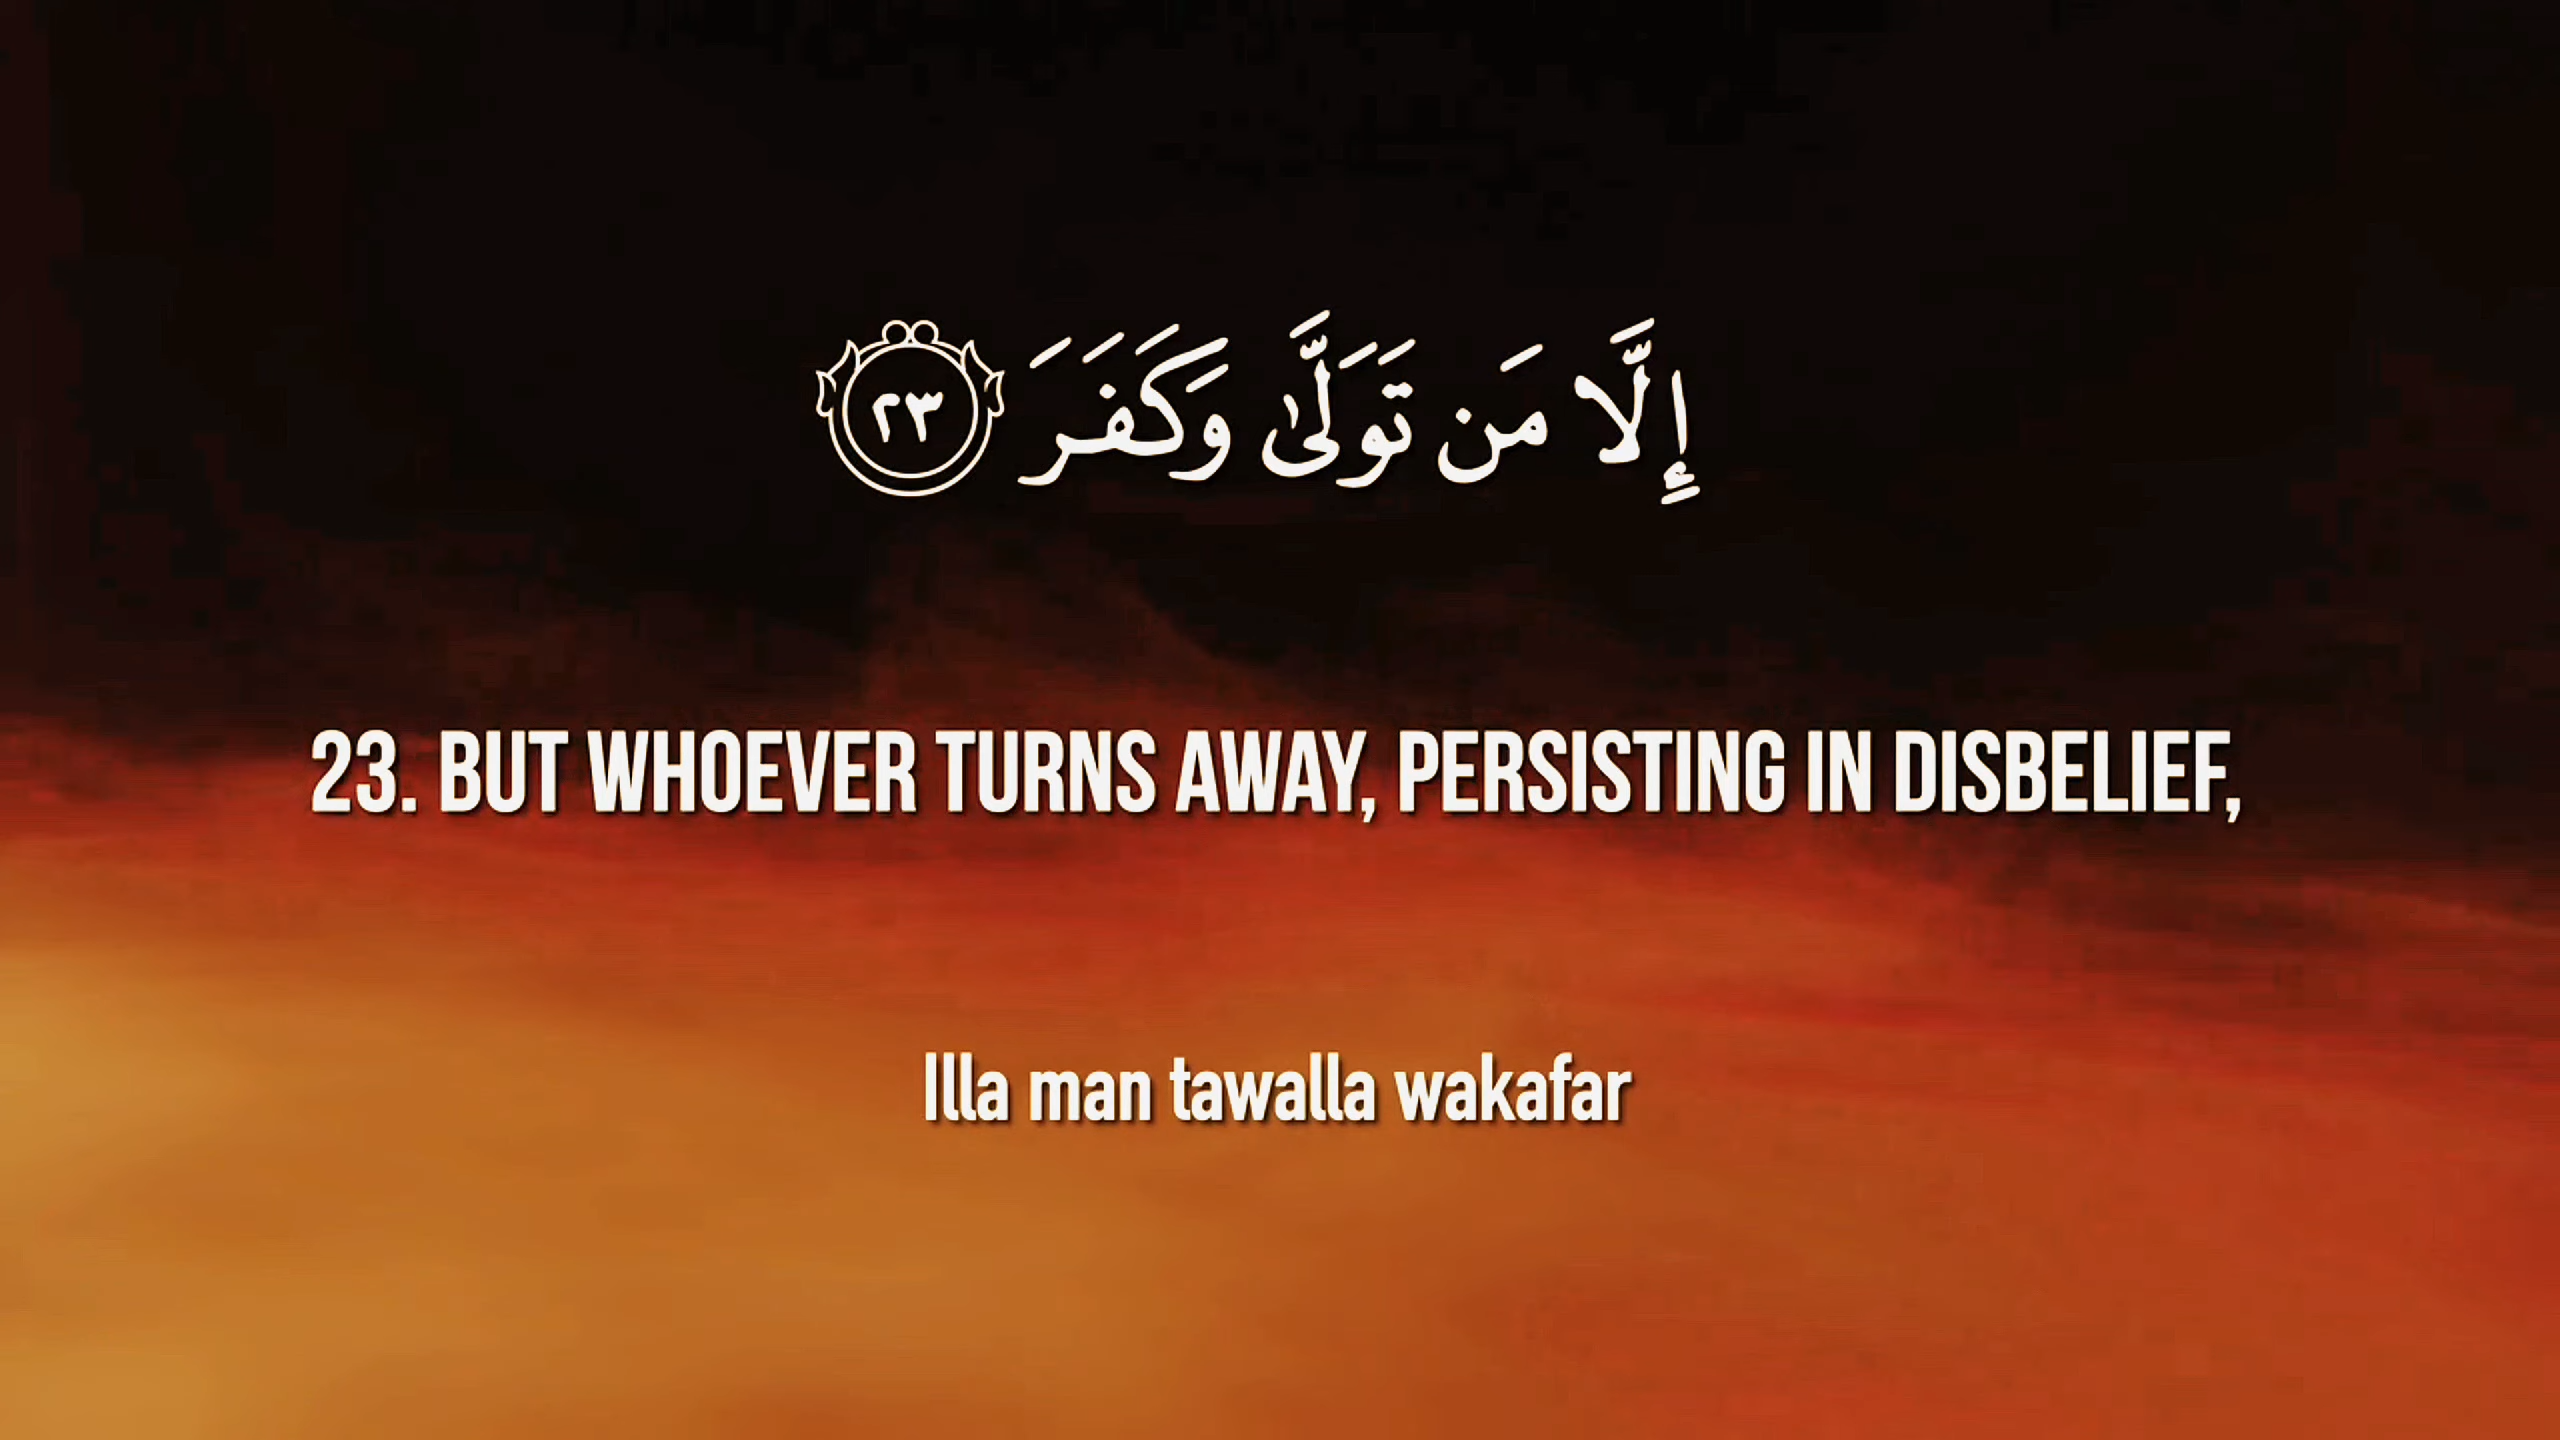 إِلَّا مَن تَوَلَّىٰ وَكَفَرَ ٢٣
23. BUT WHOEVER TURNS AWAY, PERSISTING IN DISBELIEF,
Illa man tawalla wakafar